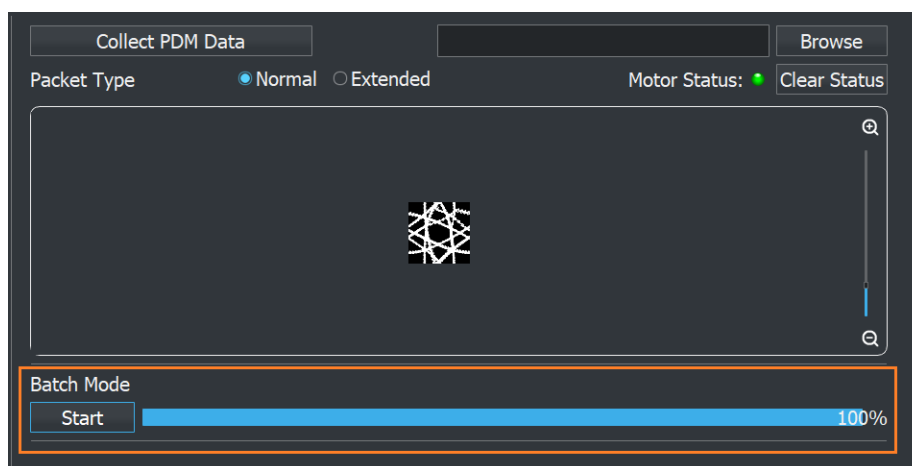 Collect PDM Data Browse
Packet Type Normal Extended Motor Status: Clear Status
Batch Mode
Start 100%